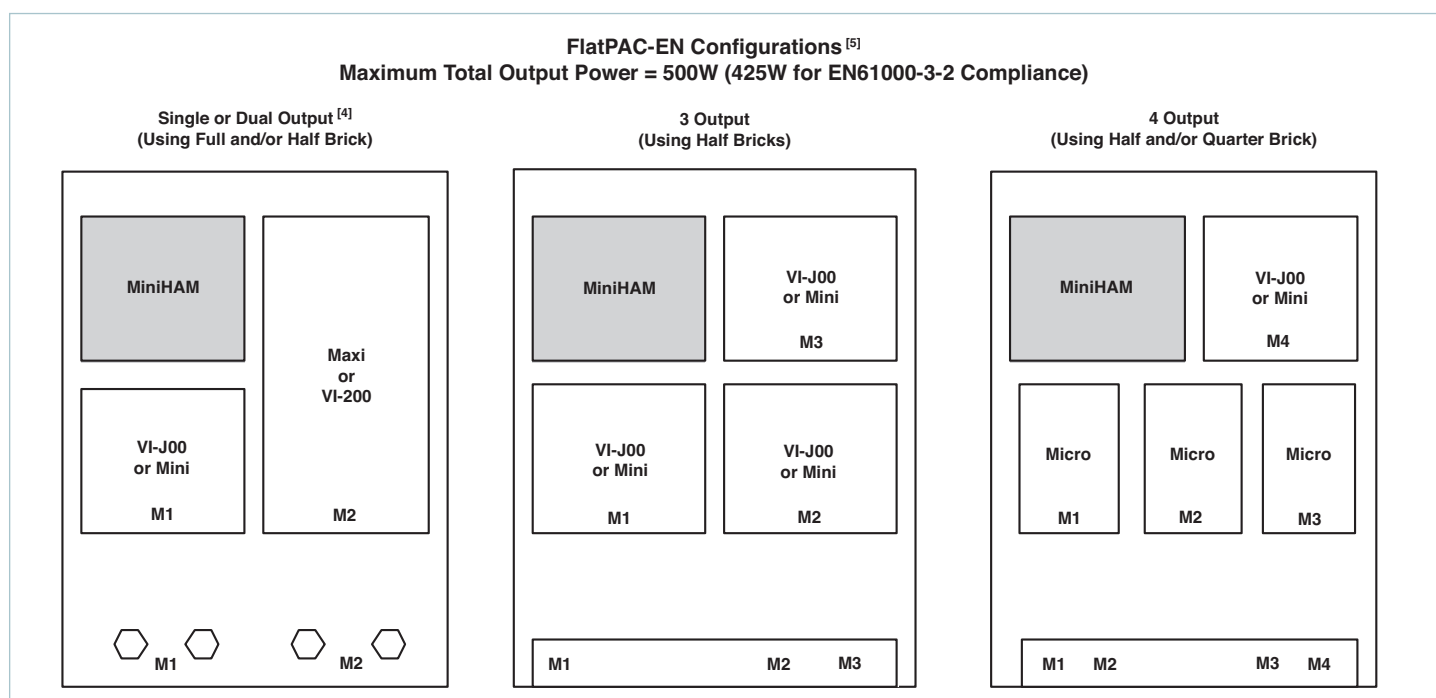 FlatPAC-EN Configurations [5]
Maximum Total Output Power = 500W (425W for EN61000-3-2 Compliance)
Single or Dual Output [4]
(Using Full and/or Half Brick)
MiniHAM
Maxi
or
VI-200
VI-J00
or Mini
M1
M2
M1
M2
3 Output
(Using Half Bricks)
MiniHAM
VI-J00
or Mini
M3
VI-J00
or Mini
M1
VI-J00
or Mini
M2
M1 M2 M3
4 Output
(Using Half and/or Quarter Brick)
MiniHAM
VI-J00
or Mini
M4
Micro
M1
Micro
M2
Micro
M3
M1 M2 M3 M4